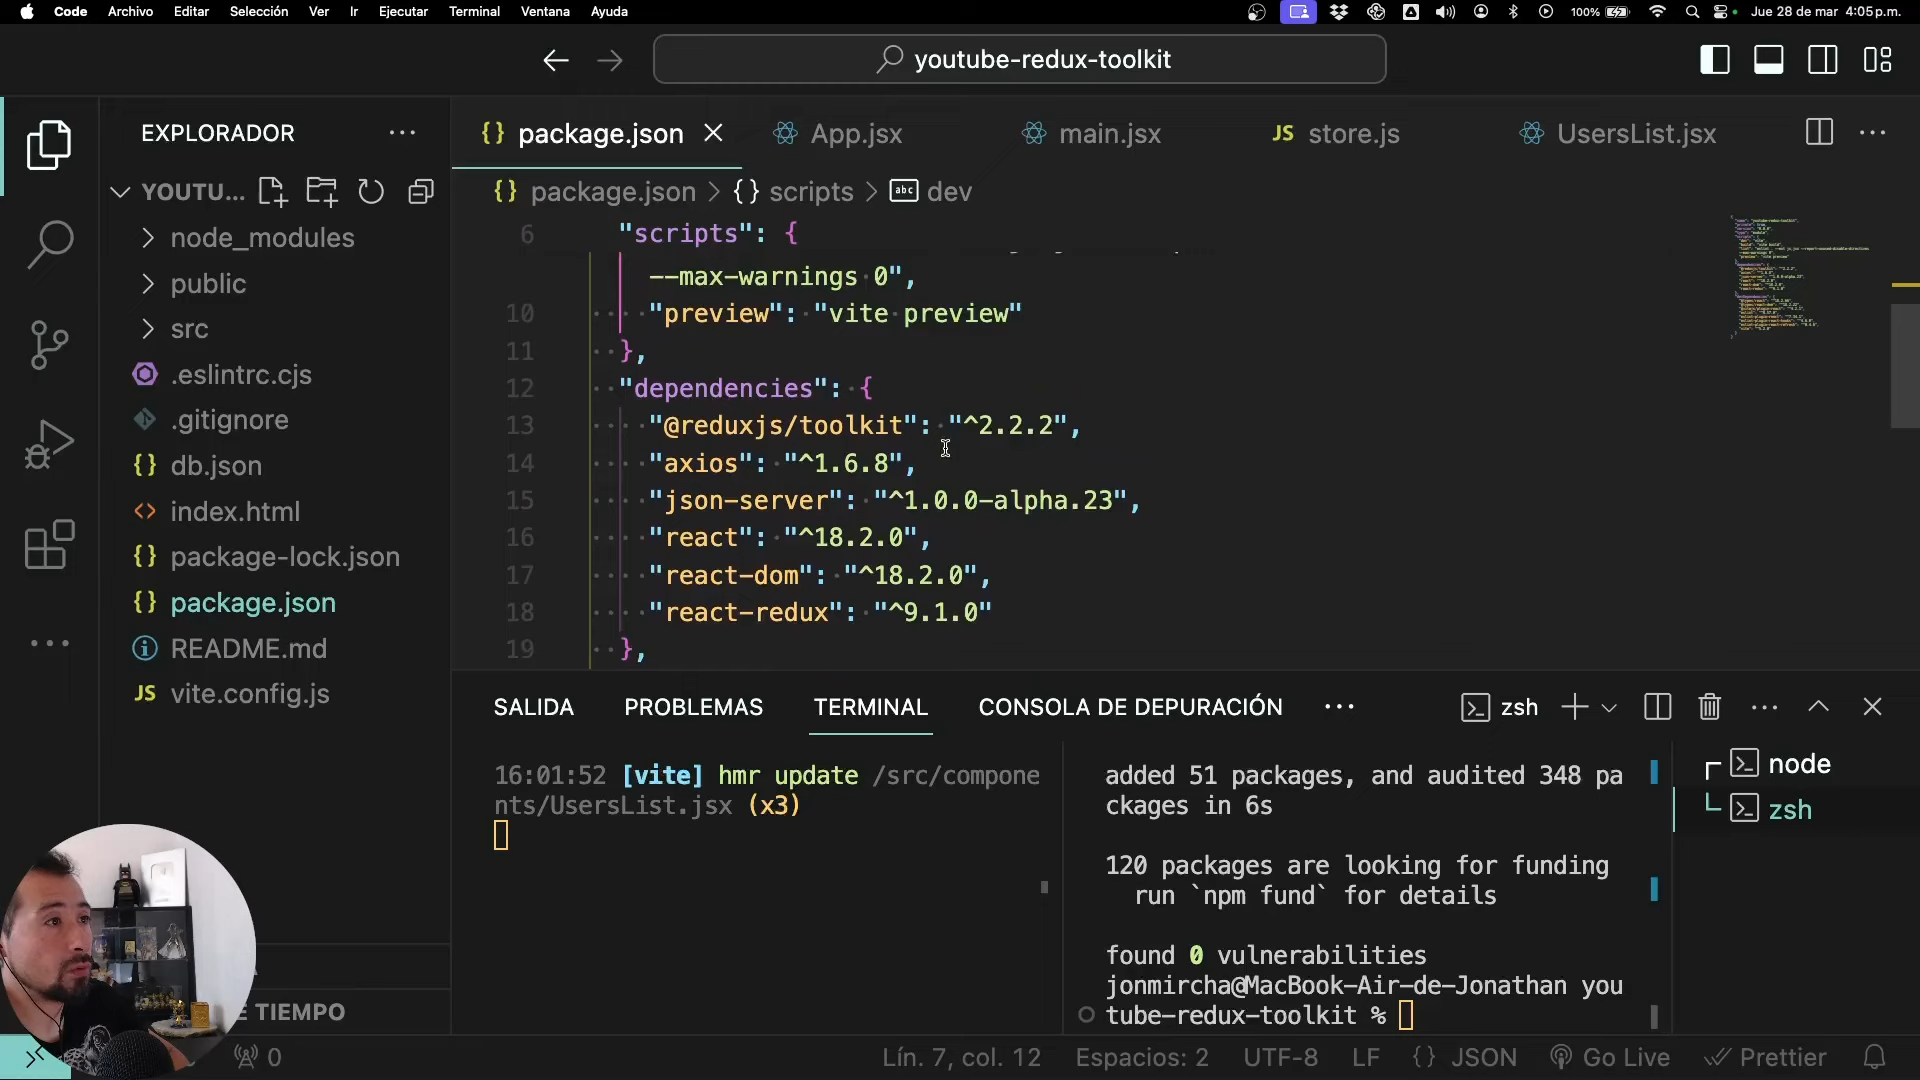 Code Archivo Editar Selección Ver Ir Ejecutar Terminal Ventana Ayuda 100% Jue 28 de mar 4:05 p.m.
youtube-redux-toolkit
EXPLORADOR
YOUTU...
node_modules
public
src
.eslintrc.cjs
.gitignore
db.json
index.html
package-lock.json
package.json
README.md
vite.config.js
E TIEMPO
package.json App.jsx main.jsx store.js UsersList.jsx
package.json > {} scripts > abc dev
6 "scripts": {
--max-warnings 0",
10 "preview": "vite preview"
11 },
12 "dependencies": {
13 "@reduxjs/toolkit": "^2.2.2",
14 "axios": "^1.6.8",
15 "json-server": "^1.0.0-alpha.23",
16 "react": "^18.2.0",
17 "react-dom": "^18.2.0",
18 "react-redux": "^9.1.0"
19 },
SALIDA PROBLEMAS TERMINAL CONSOLA DE DEPURACIÓN zsh
16:01:52 [vite] hmr update /src/compone
nts/UsersList.jsx (x3)
added 51 packages, and audited 348 pa
ckages in 6s
120 packages are looking for funding
run `npm fund` for details
found 0 vulnerabilities
jonmircha@MacBook-Air-de-Jonathan you
tube-redux-toolkit %
node
zsh
0 Lín. 7, col. 12 Espacios: 2 UTF-8 LF {} JSON Go Live Prettier